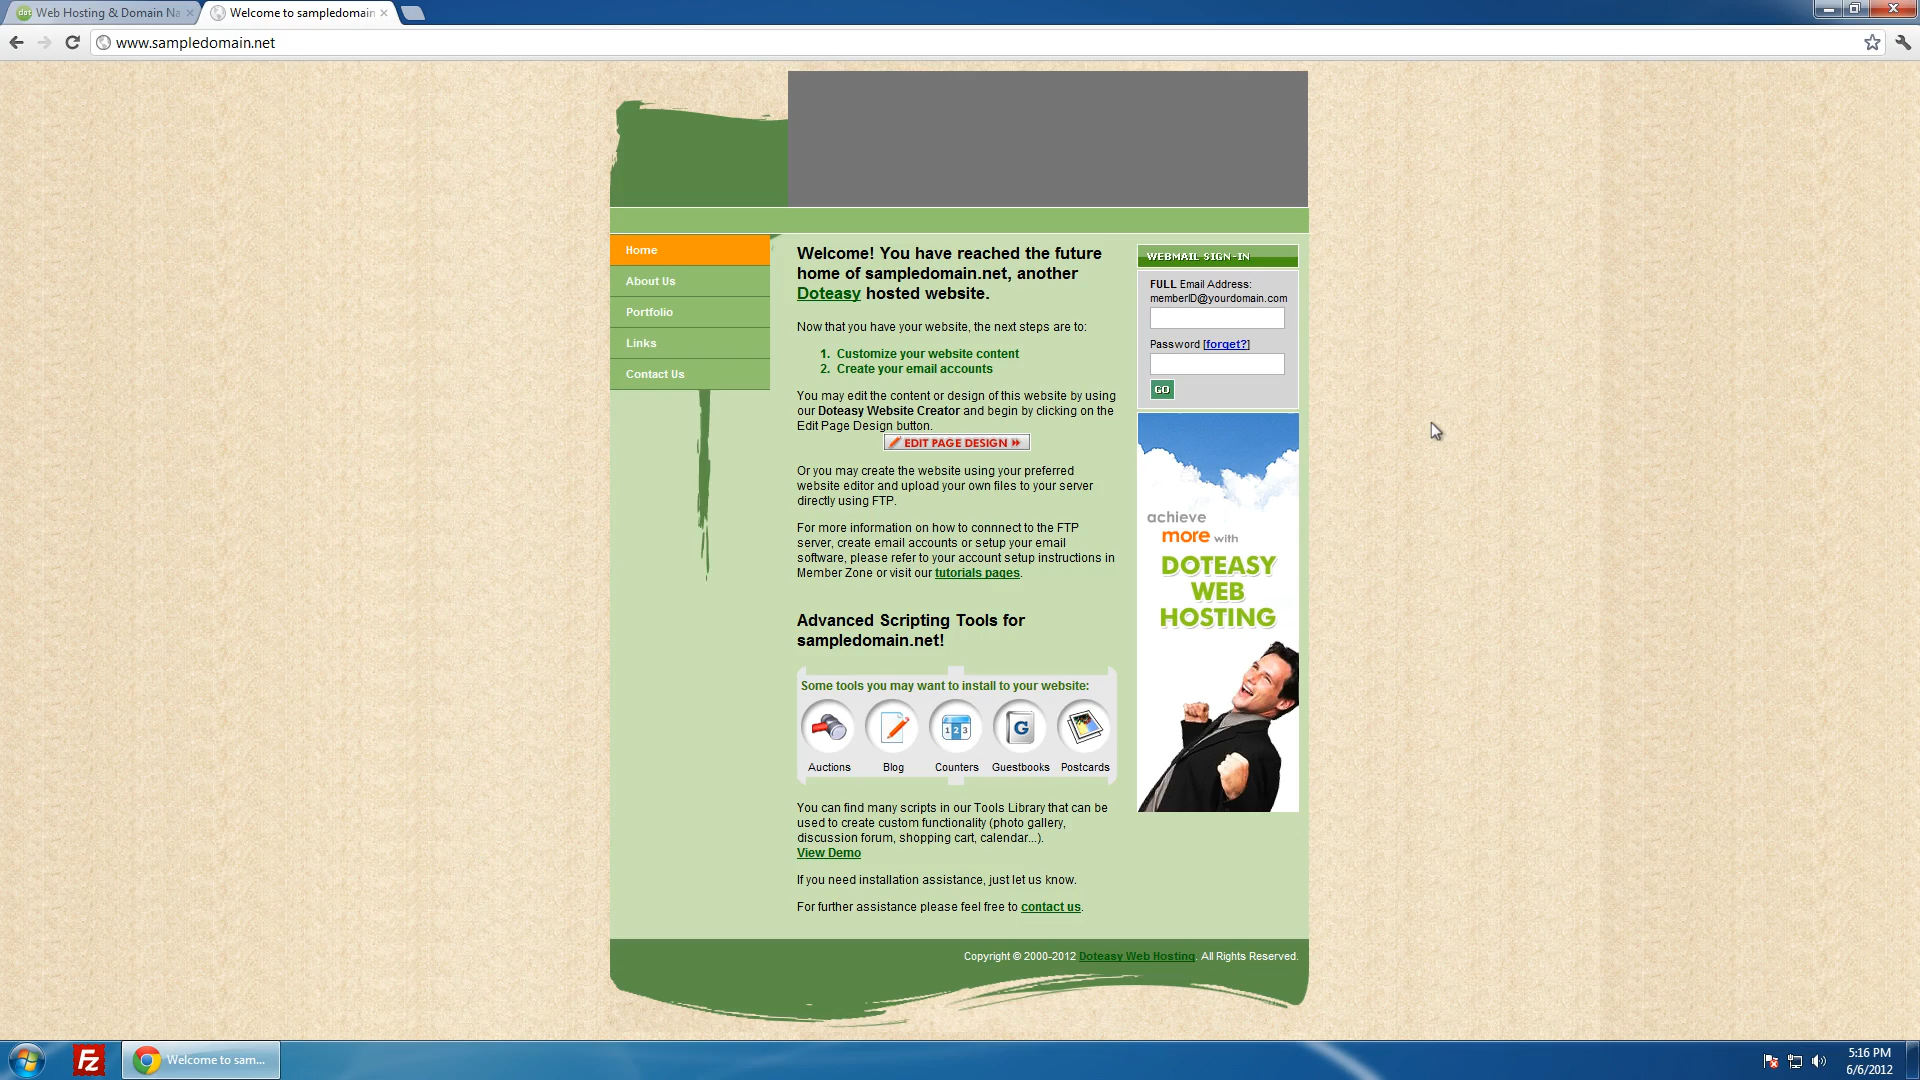 Web Hosting & Domain Na
Welcome to sampledomain
www.sampledomain.net
Home
About Us
Portfolio
Links
Contact Us
Welcome! You have reached the future
home of sampledomain.net, another
Doteasy hosted website.
Now that you have your website, the next steps are to:
1. Customize your website content
2. Create your email accounts
You may edit the content or design of this website by using
our Doteasy Website Creator and begin by clicking on the
Edit Page Design button.
EDIT PAGE DESIGN
Or you may create the website using your preferred
website editor and upload your own files to your server
directly using FTP.
For more information on how to connnect to the FTP
server, create email accounts or setup your email
software, please refer to your account setup instructions in
Member Zone or visit our tutorials pages.
Advanced Scripting Tools for
sampledomain.net!
Some tools you may want to install to your website:
1 2 3
G
Auctions Blog Counters Guestbooks Postcards
You can find many scripts in our Tools Library that can be
used to create custom functionality (photo gallery,
discussion forum, shopping cart, calendar...).
View Demo
If you need installation assistance, just let us know.
For further assistance please feel free to contact us.
WEBMAIL SIGN-IN
FULL Email Address:
memberID@yourdomain.com
Password [forget?]
GO
achieve
more with
DOTEASY
WEB
HOSTING
Copyright © 2000-2012 Doteasy Web Hosting. All Rights Reserved.
Fz
Welcome to sam...
5:16 PM
6/6/2012